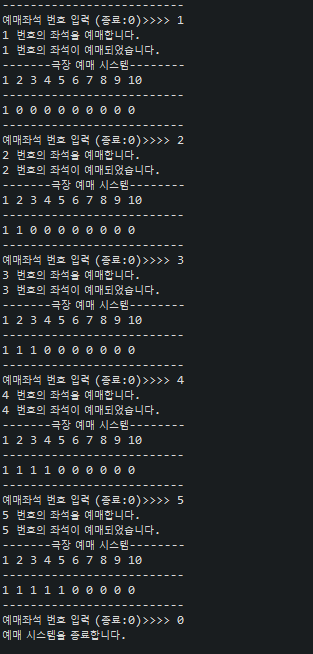 --------------------------
예매좌석 번호 입력 (종료:0)>>>> 1
1 번호의 좌석을 예매합니다.
1 번호의 좌석이 예매되었습니다.
-------극장 예매 시스템--------
1 2 3 4 5 6 7 8 9 10
--------------------------
1 0 0 0 0 0 0 0 0 0
--------------------------
예매좌석 번호 입력 (종료:0)>>>> 2
2 번호의 좌석을 예매합니다.
2 번호의 좌석이 예매되었습니다.
-------극장 예매 시스템--------
1 2 3 4 5 6 7 8 9 10
--------------------------
1 1 0 0 0 0 0 0 0 0
--------------------------
예매좌석 번호 입력 (종료:0)>>>> 3
3 번호의 좌석을 예매합니다.
3 번호의 좌석이 예매되었습니다.
-------극장 예매 시스템--------
1 2 3 4 5 6 7 8 9 10
--------------------------
1 1 1 0 0 0 0 0 0 0
--------------------------
예매좌석 번호 입력 (종료:0)>>>> 4
4 번호의 좌석을 예매합니다.
4 번호의 좌석이 예매되었습니다.
-------극장 예매 시스템--------
1 2 3 4 5 6 7 8 9 10
--------------------------
1 1 1 1 0 0 0 0 0 0
--------------------------
예매좌석 번호 입력 (종료:0)>>>> 5
5 번호의 좌석을 예매합니다.
5 번호의 좌석이 예매되었습니다.
-------극장 예매 시스템--------
1 2 3 4 5 6 7 8 9 10
--------------------------
1 1 1 1 1 0 0 0 0 0
--------------------------
예매좌석 번호 입력 (종료:0)>>>> 0
예매 시스템을 종료합니다.